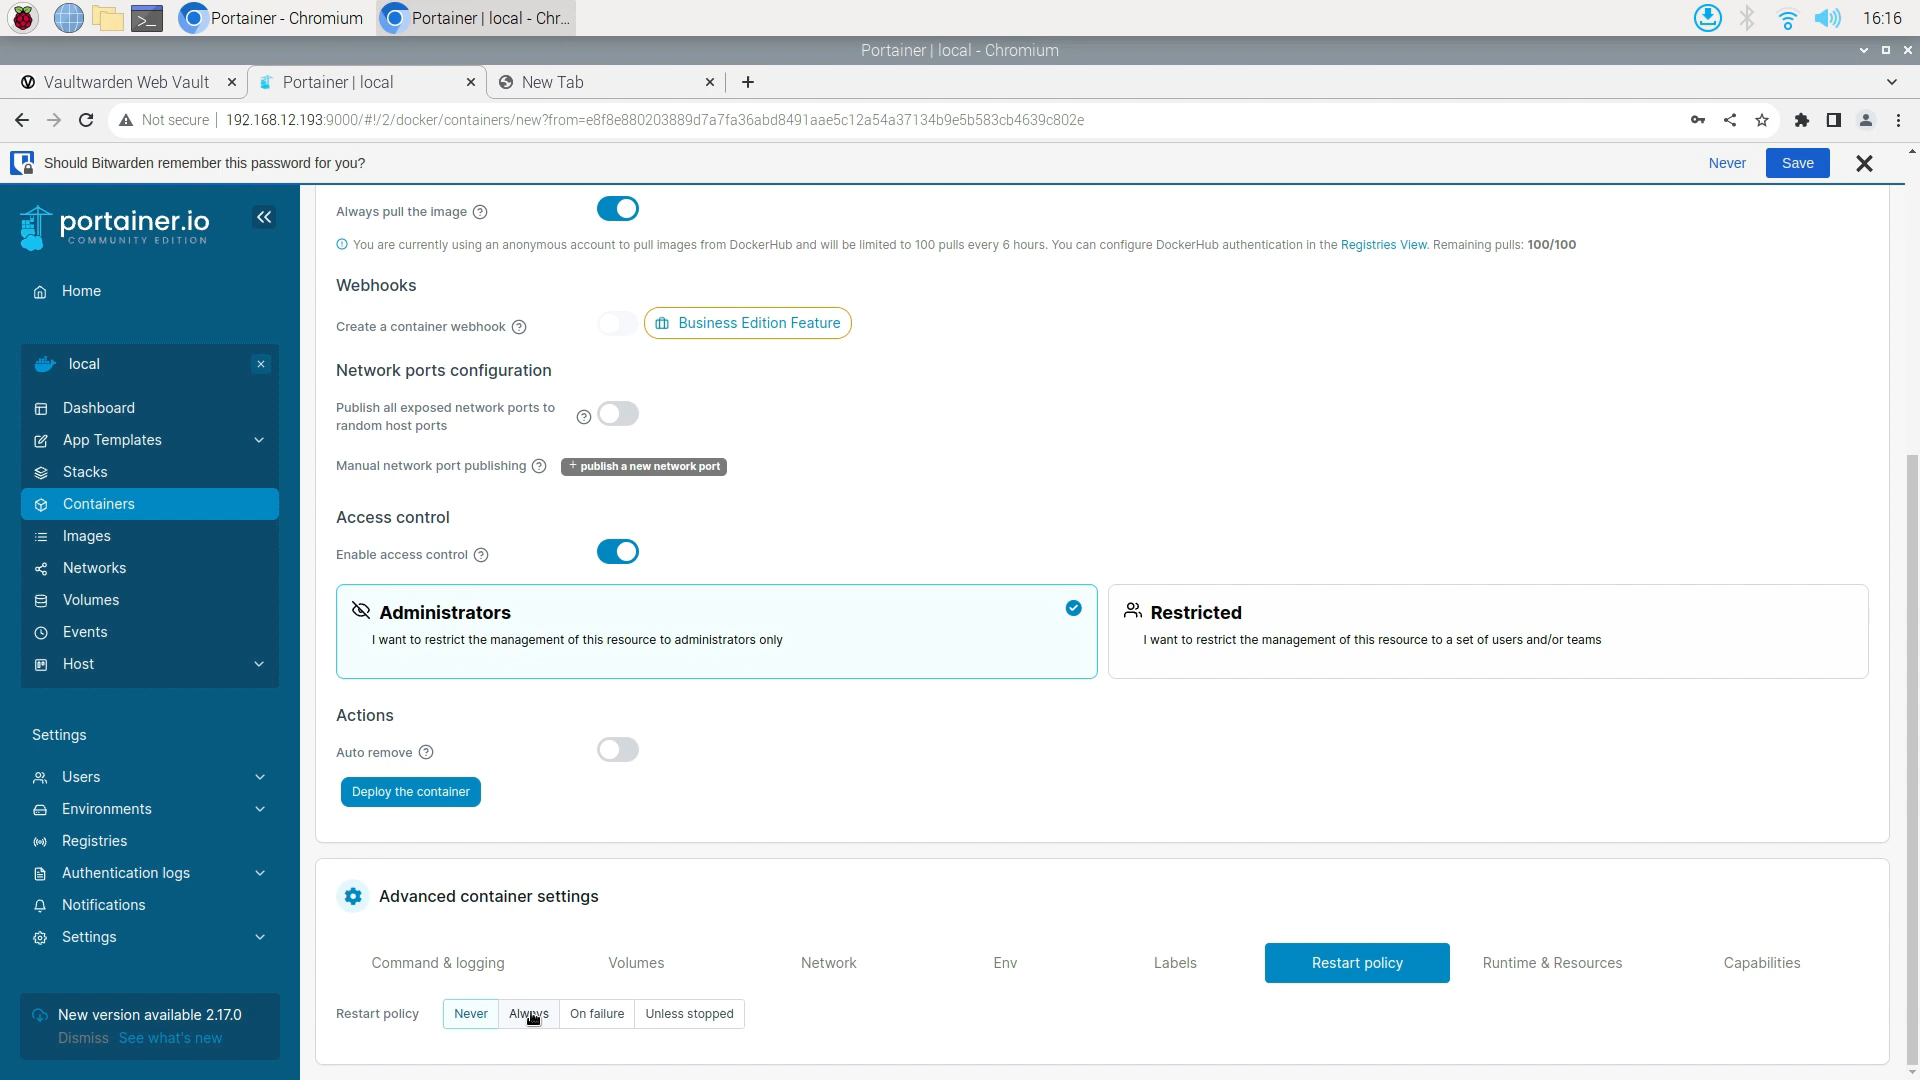 Portainer - Chromium
Portainer | local - Chr...
16:16
Portainer | local - Chromium
Vaultwarden Web Vault
Portainer | local
New Tab
Not secure
192.168.12.193:9000/#!/2/docker/containers/new?from=e8f8e880203889d7a7fa36abd8491aae5c12a54a37134b9e5b583cb4639c802e
Should Bitwarden remember this password for you?
Never
Save
portainer.io
COMMUNITY EDITION
Home
local
Dashboard
App Templates
Stacks
Containers
Images
Networks
Volumes
Events
Host
Settings
Users
Environments
Registries
Authentication logs
Notifications
Settings
New version available 2.17.0
Dismiss See what's new
Always pull the image
You are currently using an anonymous account to pull images from DockerHub and will be limited to 100 pulls every 6 hours. You can configure DockerHub authentication in the Registries View. Remaining pulls: 100/100
Webhooks
Create a container webhook
Business Edition Feature
Network ports configuration
Publish all exposed network ports to
random host ports
Manual network port publishing
+ publish a new network port
Access control
Enable access control
Administrators
I want to restrict the management of this resource to administrators only
Restricted
I want to restrict the management of this resource to a set of users and/or teams
Actions
Auto remove
Deploy the container
Advanced container settings
Command & logging
Volumes
Network
Env
Labels
Restart policy
Runtime & Resources
Capabilities
Restart policy
Never
Always
On failure
Unless stopped